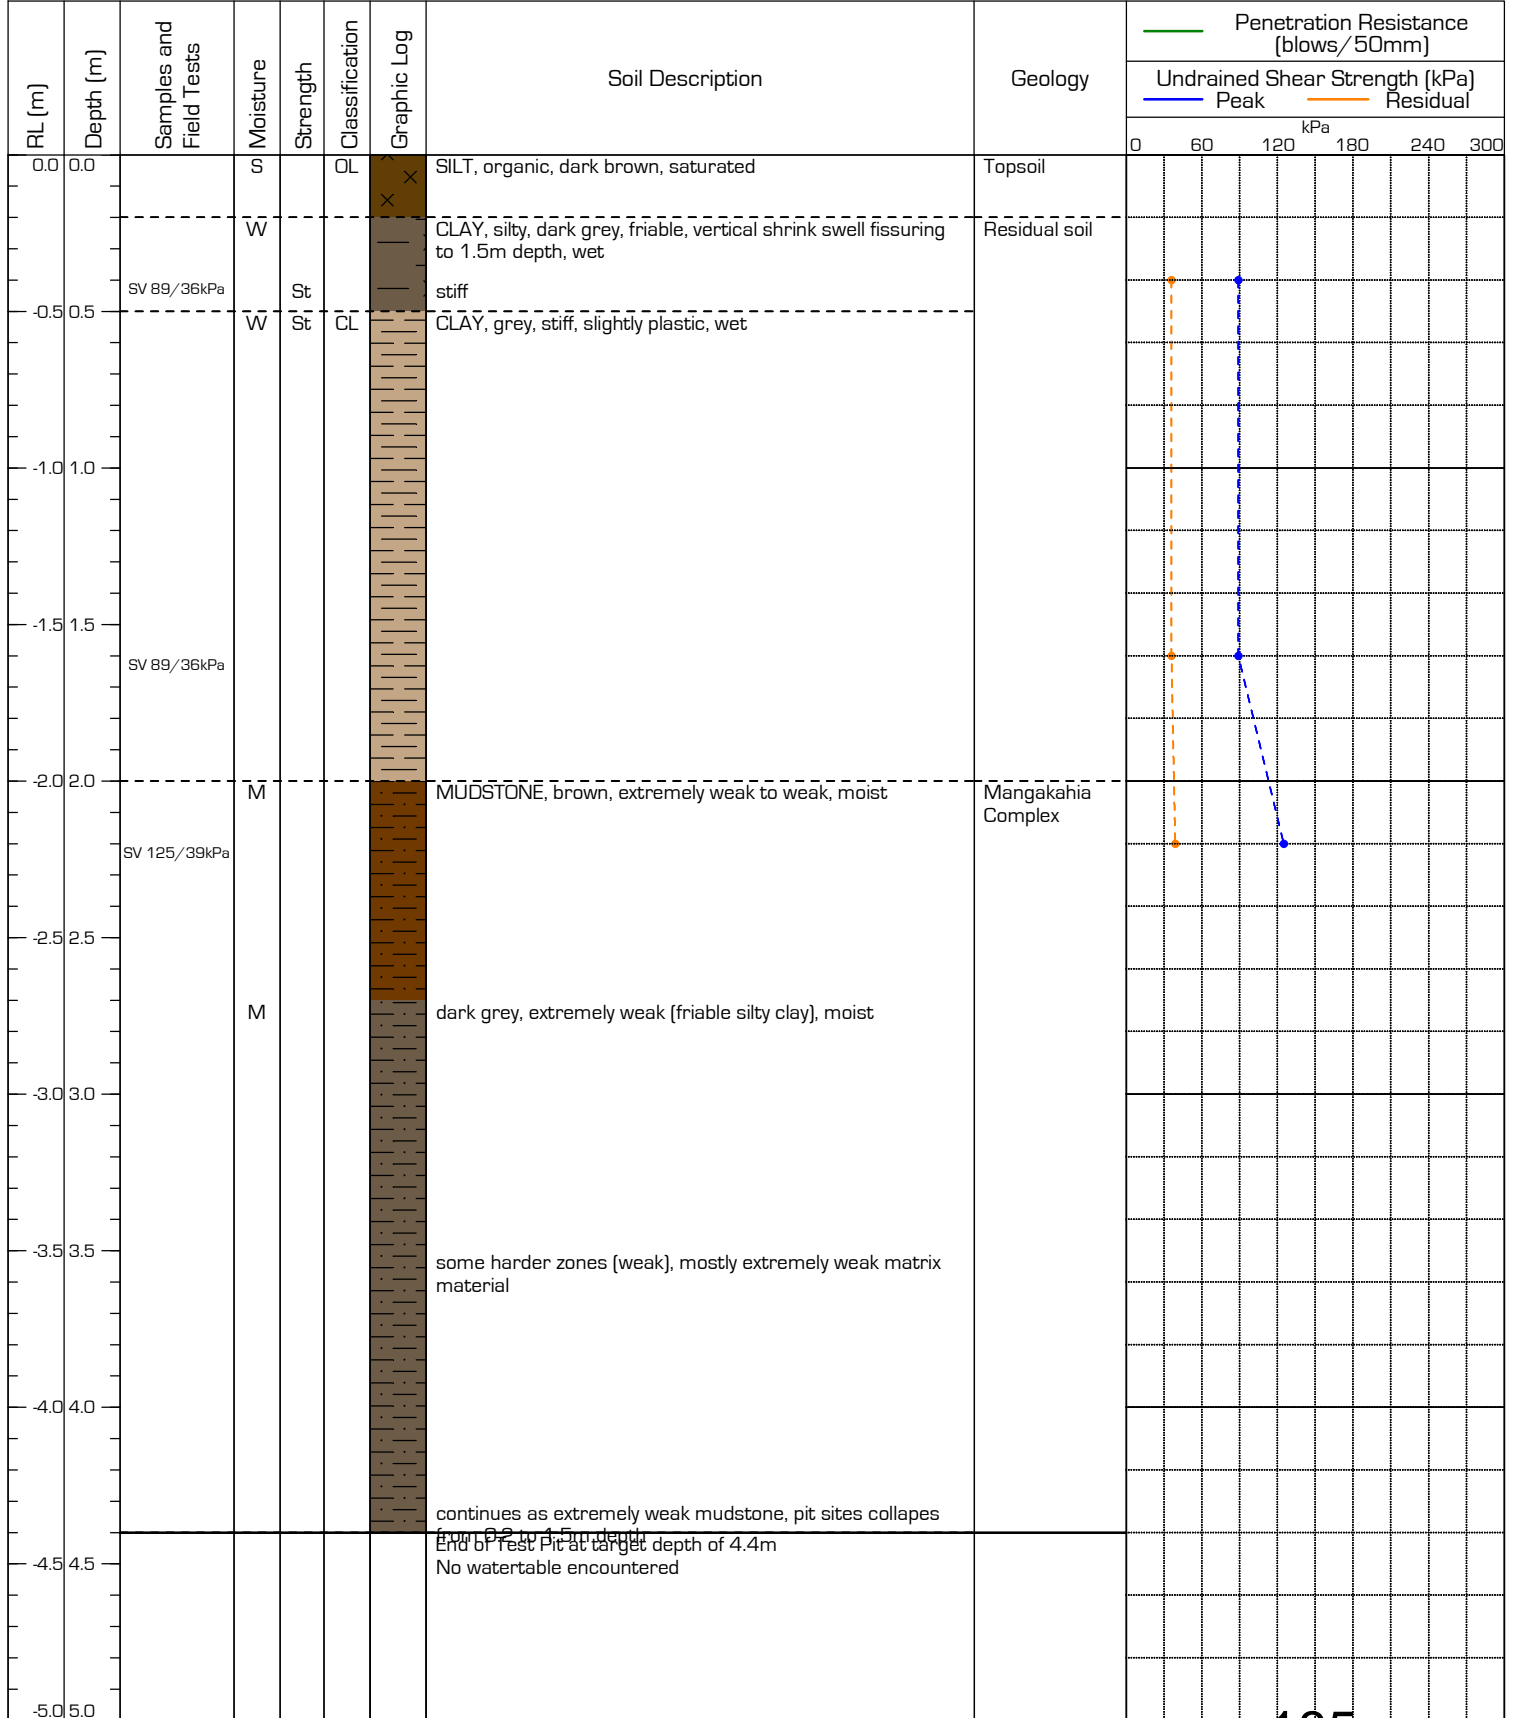 RL (m)
Depth (m)
Samples and
Field Tests
Moisture
Strength
Classification
Graphic Log
Soil Description
Geology
Penetration Resistance
(blows/50mm)
Undrained Shear Strength (kPa)
Peak Residual
kPa
0 60 120 180 240 300
0.0 0.0 S OL SILT, organic, dark brown, saturated Topsoil
W CLAY, silty, dark grey, friable, vertical shrink swell fissuring Residual soil
to 1.5m depth, wet
SV 89/36kPa St stiff
-0.5 0.5 W St CL CLAY, grey, stiff, slightly plastic, wet
-1.0 1.0
-1.5 1.5
SV 89/36kPa
-2.0 2.0 M MUDSTONE, brown, extremely weak to weak, moist Mangakahia
Complex
SV 125/39kPa
-2.5 2.5
M dark grey, extremely weak (friable silty clay), moist
-3.0 3.0
-3.5 3.5 some harder zones (weak), mostly extremely weak matrix
material
-4.0 4.0
continues as extremely weak mudstone, pit sites collapes
from 0.2 to 1.5m depth
End of Test Pit at target depth of 4.4m
-4.5 4.5 No watertable encountered
-5.0 5.0